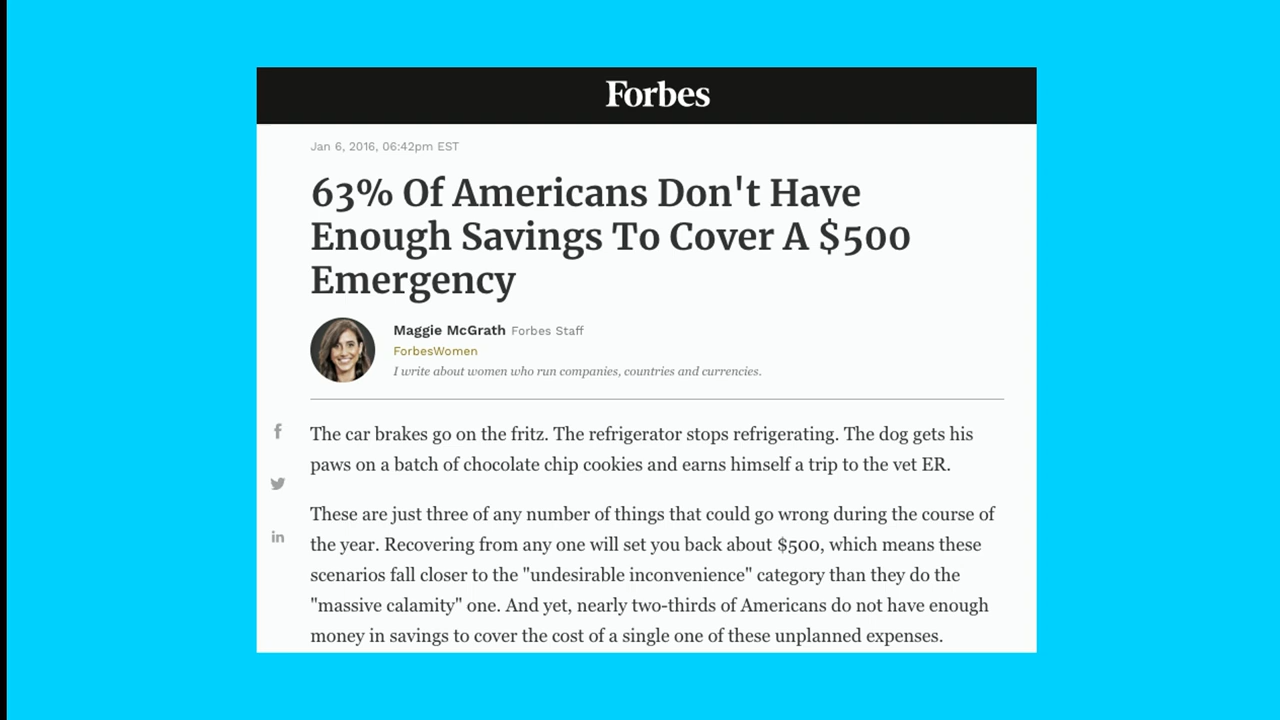 Forbes
Jan 6, 2016, 06:42pm EST
63% Of Americans Don't Have
Enough Savings To Cover A $500
Emergency
Maggie McGrath Forbes Staff
ForbesWomen
I write about women who run companies, countries and currencies.
The car brakes go on the fritz. The refrigerator stops refrigerating. The dog gets his
paws on a batch of chocolate chip cookies and earns himself a trip to the vet ER.
These are just three of any number of things that could go wrong during the course of
the year. Recovering from any one will set you back about $500, which means these
scenarios fall closer to the "undesirable inconvenience" category than they do the
"massive calamity" one. And yet, nearly two-thirds of Americans do not have enough
money in savings to cover the cost of a single one of these unplanned expenses.